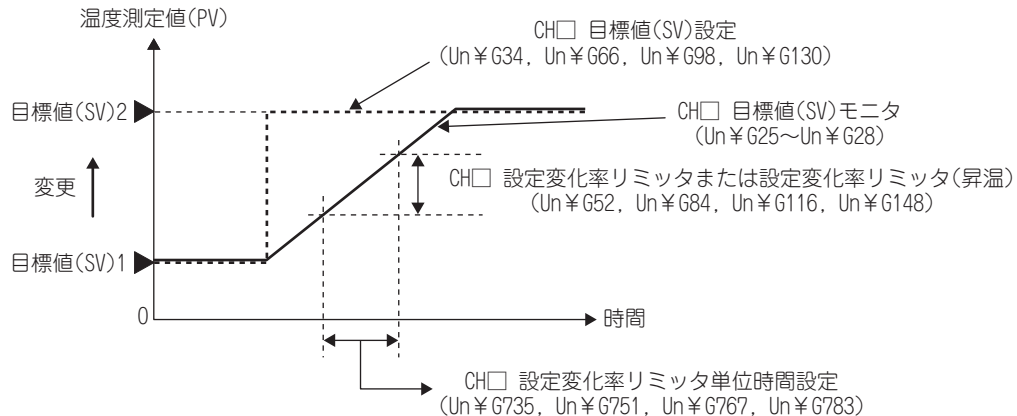 温度測定値(PV)
CH□ 目標値(SV)設定
(Un¥G34, Un¥G66, Un¥G98, Un¥G130)
目標値(SV)2
CH□ 目標値(SV)モニタ
(Un¥G25～Un¥G28)
変更
CH□ 設定変化率リミッタまたは設定変化率リミッタ(昇温)
(Un¥G52, Un¥G84, Un¥G116, Un¥G148)
目標値(SV)1
0
時間
CH□ 設定変化率リミッタ単位時間設定
(Un¥G735, Un¥G751, Un¥G767, Un¥G783)